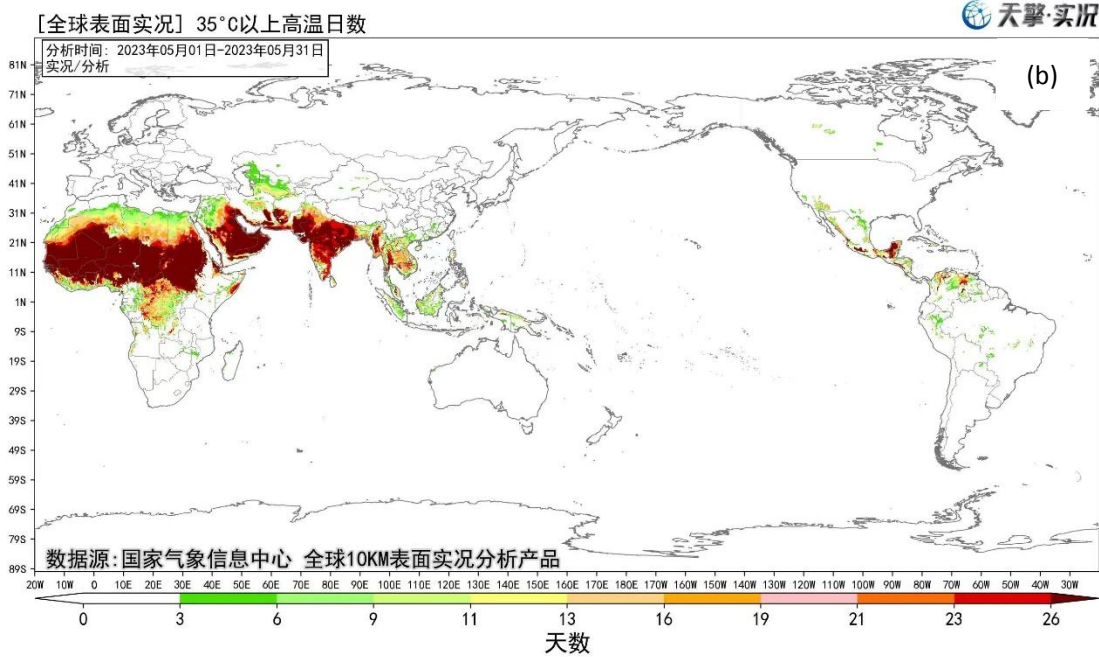 [全球表面实况] 35°C以上高温日数
天擎·实况
分析时间: 2023年05月01日-2023年05月31日
实况/分析
(b)
81N
71N
61N
51N
41N
31N
21N
11N
1N
9S
19S
29S
39S
49S
59S
69S
79S
89S
数据源:国家气象信息中心 全球10KM表面实况分析产品
20W 10W 0 10E 20E 30E 40E 50E 60E 70E 80E 90E 100E 110E 120E 130E 140E 150E 160E 170E 180 170W 160W 150W 140W 130W 120W 110W 100W 90W 80W 70W 60W 50W 40W 30W
0 3 6 9 11 13 16 19 21 23 26
天数